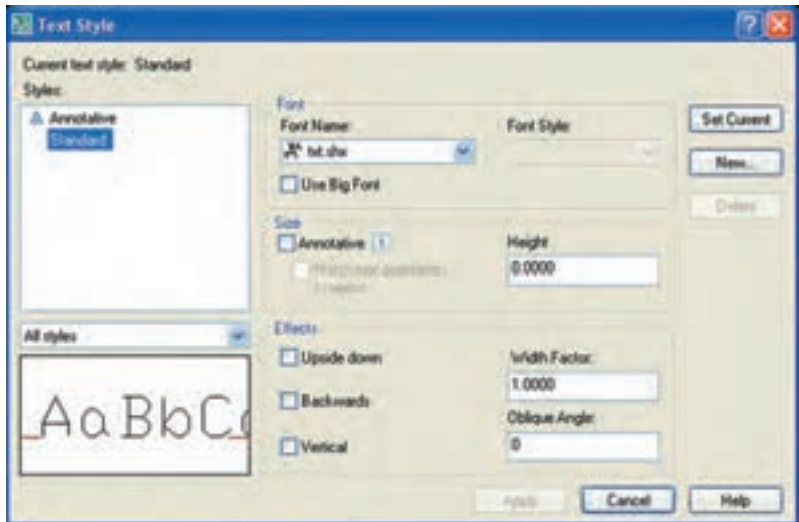 Text Style
Current text style: Standard
Styles:
Annotative
Standard
All styles
AaBbC
Font
Font Name:
txt.shx
Use Big Font
Font Style:
Size
Annotative
Height
0.0000
Effects
Upside down
Backwards
Vertical
Width Factor:
1.0000
Oblique Angle:
0
Set Current
New...
Delete
Apply
Cancel
Help